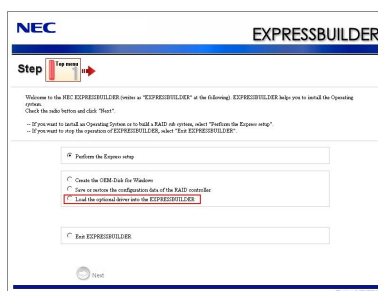 NEC
EXPRESSBUILDER
Step
Top menu
Welcome to the NEC EXPRESSBUILDER (writes as "EXPRESSBUILDER" at the following). EXPRESSBUILDER helps you to install the Operating
system.
Check the radio button and click "Next".
-- If you want to install an Operating System or to build a RAID sub system, select "Perform the Express setup".
-- If you want to stop the operation of EXPRESSBUILDER, select "Exit EXPRESSBUILDER".
Perform the Express setup
Create the OEM-Disk for Windows
Save or restore the configuration data of the RAID controller
Load the optional driver into the EXPRESSBUILDER
Exit EXPRESSBUILDER
Next